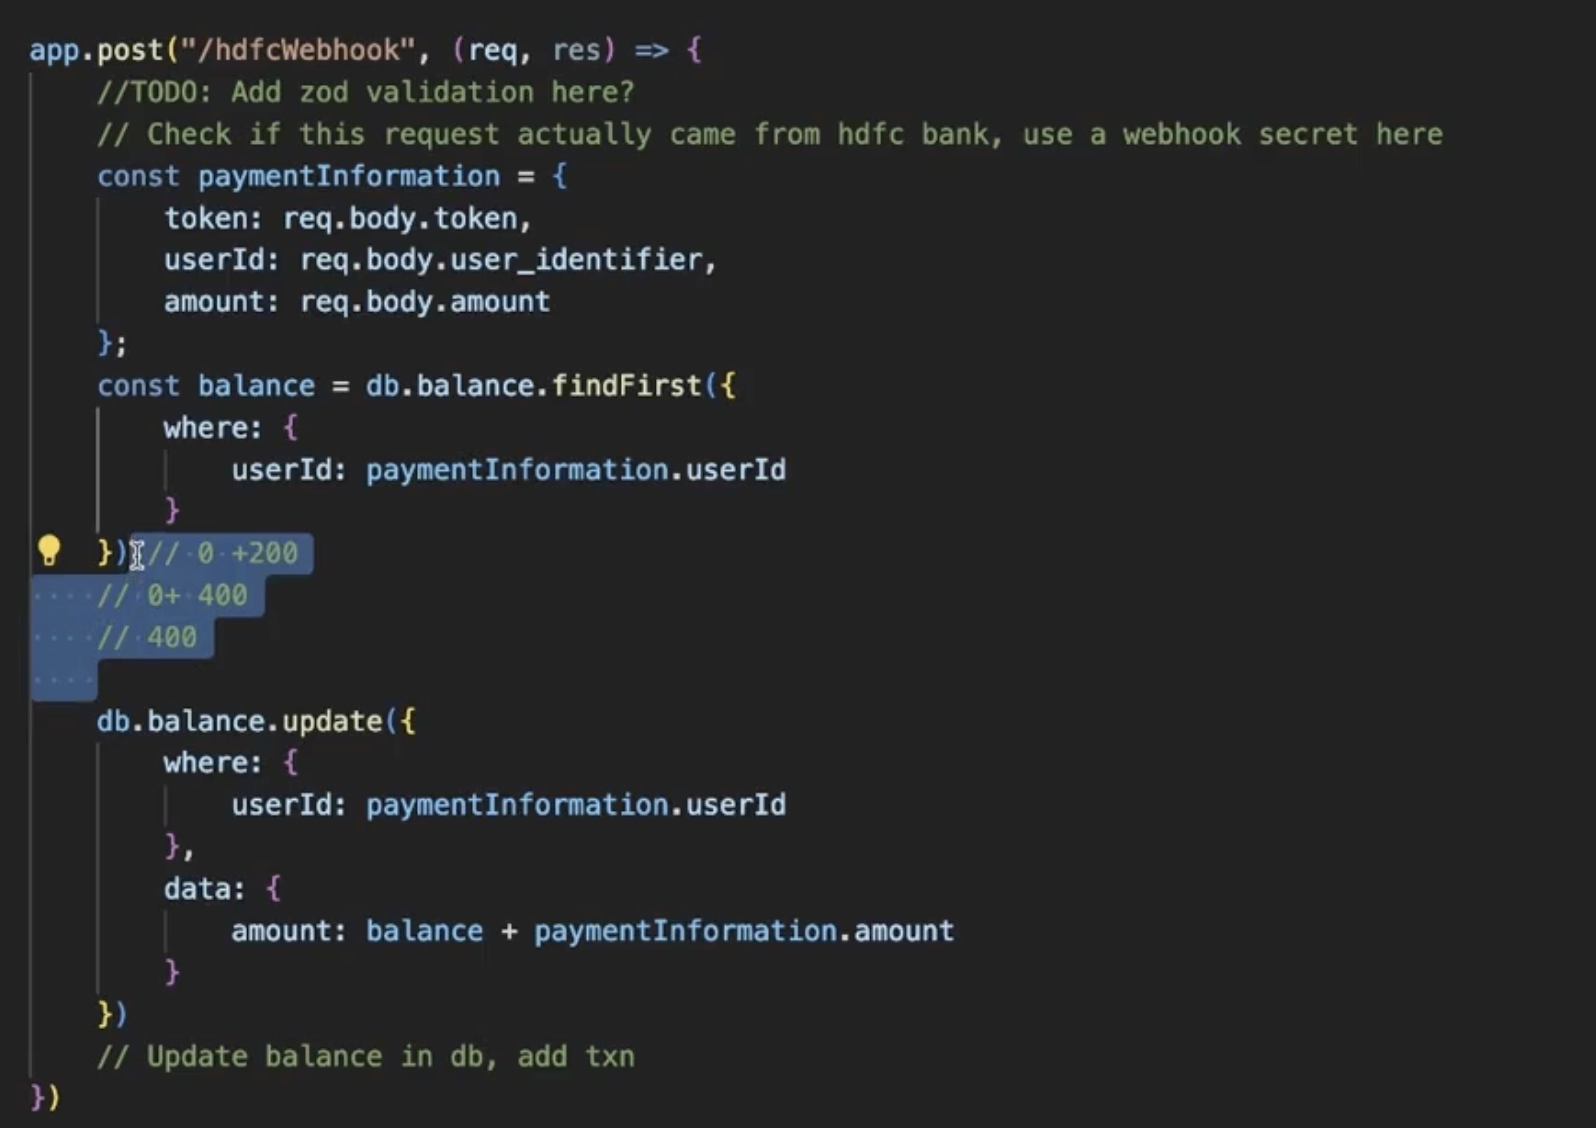 app.post("/hdfcWebhook", (req, res) => {
    //TODO: Add zod validation here?
    // Check if this request actually came from hdfc bank, use a webhook secret here
    const paymentInformation = {
        token: req.body.token,
        userId: req.body.user_identifier,
        amount: req.body.amount
    };
    const balance = db.balance.findFirst({
        where: {
            userId: paymentInformation.userId
        }
    }) // 0 +200
    // 0+ 400
    // 400

    db.balance.update({
        where: {
            userId: paymentInformation.userId
        },
        data: {
            amount: balance + paymentInformation.amount
        }
    })
    // Update balance in db, add txn
})